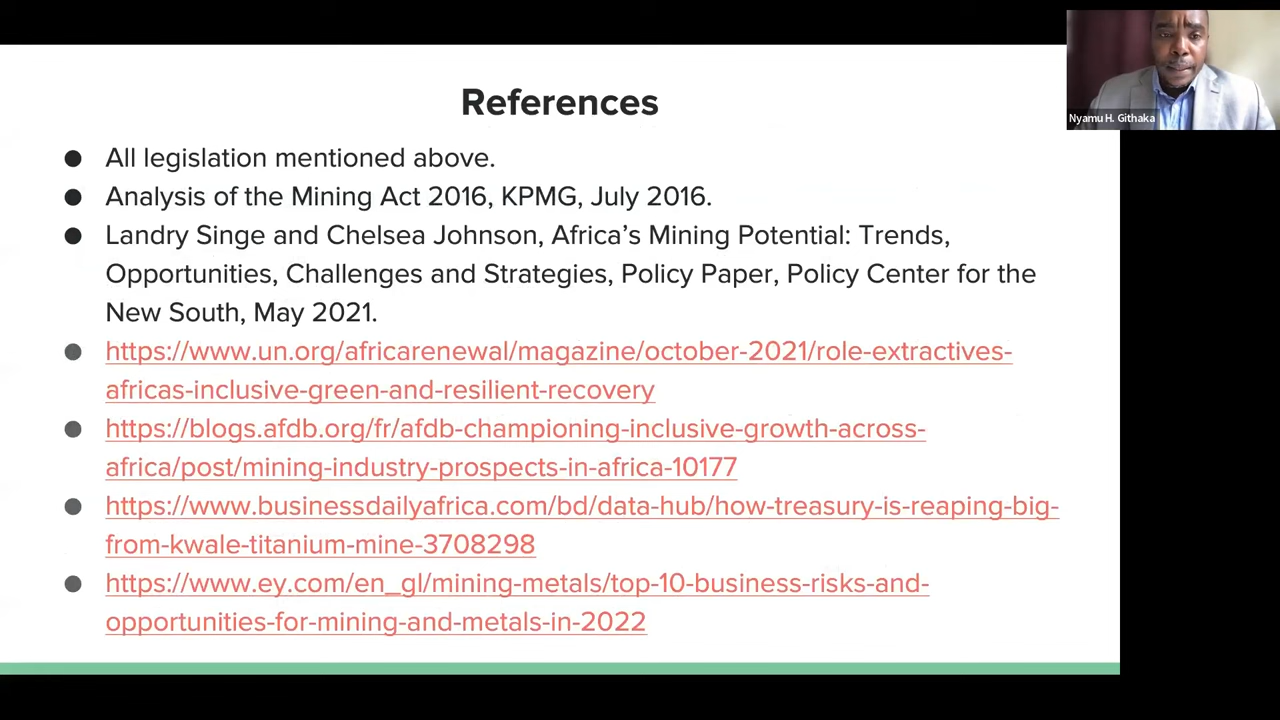 References
● All legislation mentioned above.
● Analysis of the Mining Act 2016, KPMG, July 2016.
● Landry Singe and Chelsea Johnson, Africa's Mining Potential: Trends,
Opportunities, Challenges and Strategies, Policy Paper, Policy Center for the
New South, May 2021.
● https://www.un.org/africarenewal/magazine/october-2021/role-extractives-
africas-inclusive-green-and-resilient-recovery
● https://blogs.afdb.org/fr/afdb-championing-inclusive-growth-across-
africa/post/mining-industry-prospects-in-africa-10177
● https://www.businessdailyafrica.com/bd/data-hub/how-treasury-is-reaping-big-
from-kwale-titanium-mine-3708298
● https://www.ey.com/en_gl/mining-metals/top-10-business-risks-and-
opportunities-for-mining-and-metals-in-2022
Nyamu H. Githaka